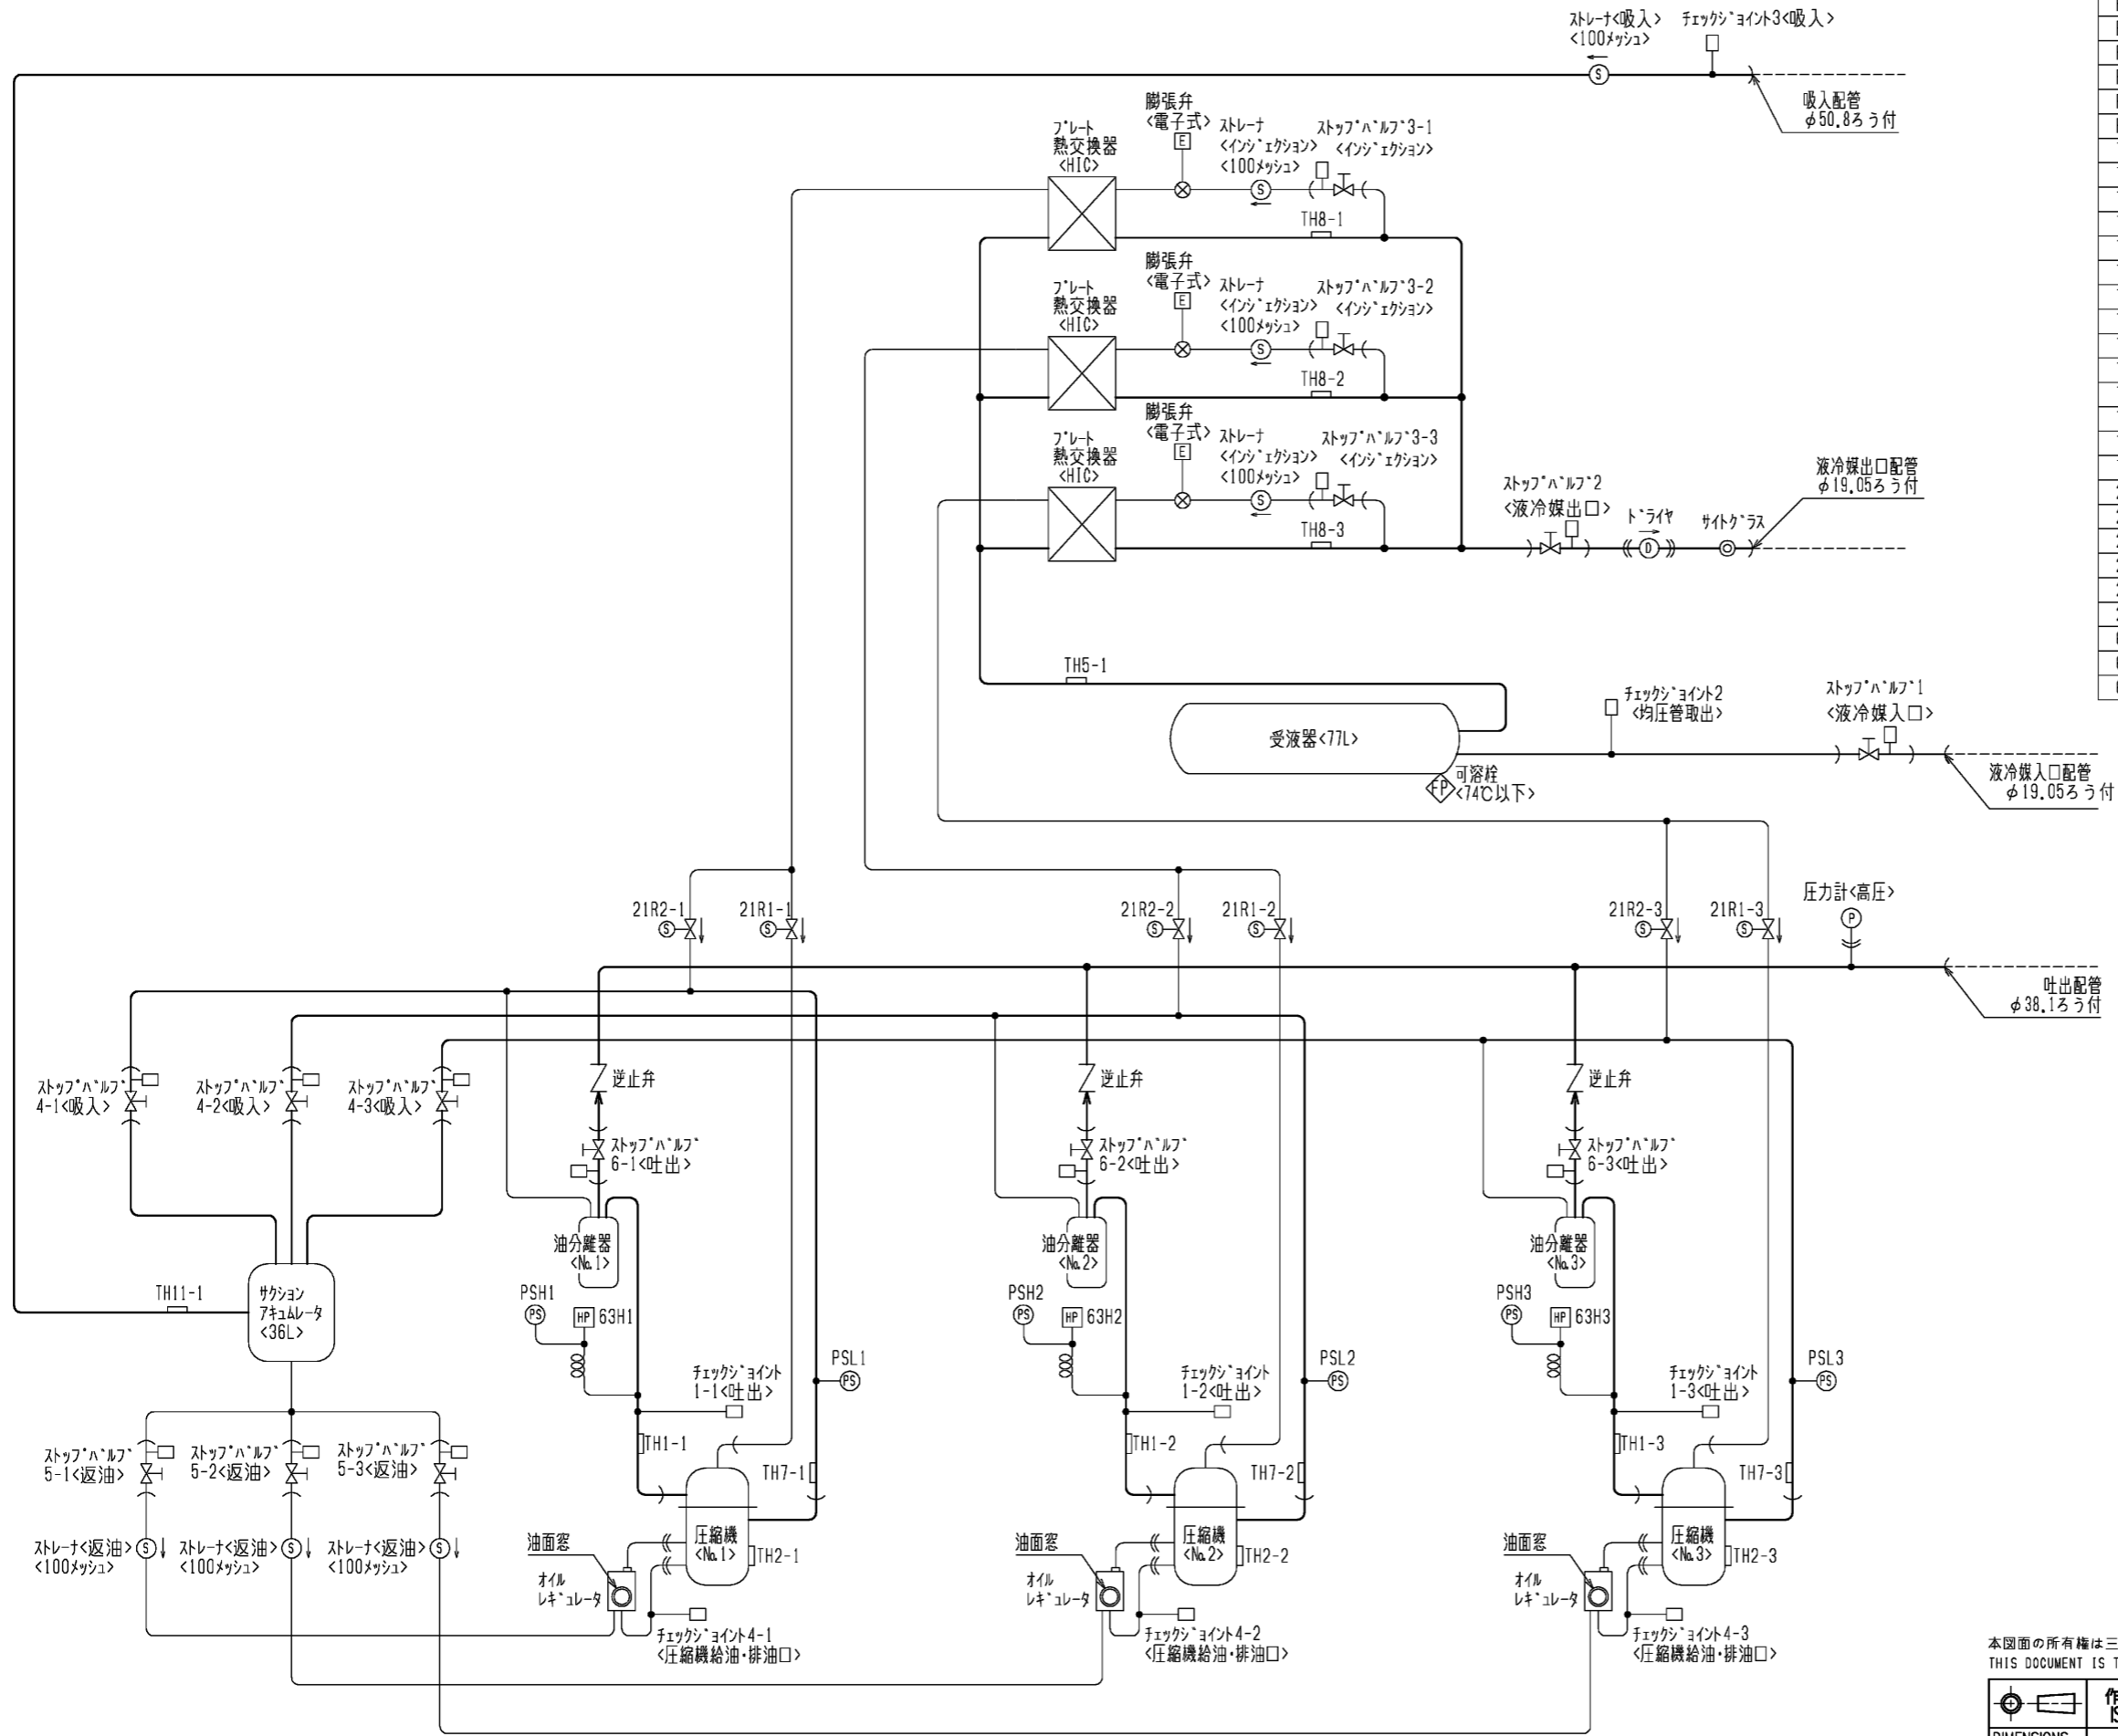 ストレーナ<吸入>
<100メッシュ>
チェックジョイント3<吸入>
S
吸入配管
φ50.8ろう付
プレート
熱交換器
<HIC>
膨張弁
<電子式>
E
ストレーナ
<インジェクション>
<100メッシュ>
S
ストップバルブ3-1
<インジェクション>
TH8-1
プレート
熱交換器
<HIC>
膨張弁
<電子式>
E
ストレーナ
<インジェクション>
<100メッシュ>
S
ストップバルブ3-2
<インジェクション>
TH8-2
プレート
熱交換器
<HIC>
膨張弁
<電子式>
E
ストレーナ
<インジェクション>
<100メッシュ>
S
ストップバルブ3-3
<インジェクション>
TH8-3
ストップバルブ2
<液冷媒出口>
ドライヤ
D
サイトグラス
液冷媒出口配管
φ19.05ろう付
TH5-1
受液器<77L>
FP
可溶栓
<74℃以下>
チェックジョイント2
<均圧管取出>
ストップバルブ1
<液冷媒入口>
液冷媒入口配管
φ19.05ろう付
21R2-1
S
21R1-1
S
21R2-2
S
21R1-2
S
21R2-3
S
21R1-3
S
圧力計<高圧>
P
吐出配管
φ38.1ろう付
ストップバルブ
4-1<吸入>
ストップバルブ
4-2<吸入>
ストップバルブ
4-3<吸入>
逆止弁
逆止弁
逆止弁
ストップバルブ
6-1<吐出>
ストップバルブ
6-2<吐出>
ストップバルブ
6-3<吐出>
油分離器
<No.1>
油分離器
<No.2>
油分離器
<No.3>
TH11-1
サクション
アキュムレータ
<36L>
PSH1
PS
HP
63H1
PSH2
PS
HP
63H2
PSH3
PS
HP
63H3
チェックジョイント
1-1<吐出>
PSL1
PS
チェックジョイント
1-2<吐出>
PSL2
PS
チェックジョイント
1-3<吐出>
PSL3
PS
ストップバルブ
5-1<返油>
ストップバルブ
5-2<返油>
ストップバルブ
5-3<返油>
TH1-1
TH7-1
TH1-2
TH7-2
TH1-3
TH7-3
ストレーナ<返油>
<100メッシュ>
S
ストレーナ<返油>
<100メッシュ>
S
ストレーナ<返油>
<100メッシュ>
S
油面窓
オイル
レギュレータ
圧縮機
<No.1>
TH2-1
油面窓
オイル
レギュレータ
圧縮機
<No.2>
TH2-2
油面窓
オイル
レギュレータ
圧縮機
<No.3>
TH2-3
チェックジョイント4-1
<圧縮機給油・排油口>
チェックジョイント4-2
<圧縮機給油・排油口>
チェックジョイント4-3
<圧縮機給油・排油口>
本図面の所有権は三
THIS DOCUMENT IS T
作
DIMENSIONS